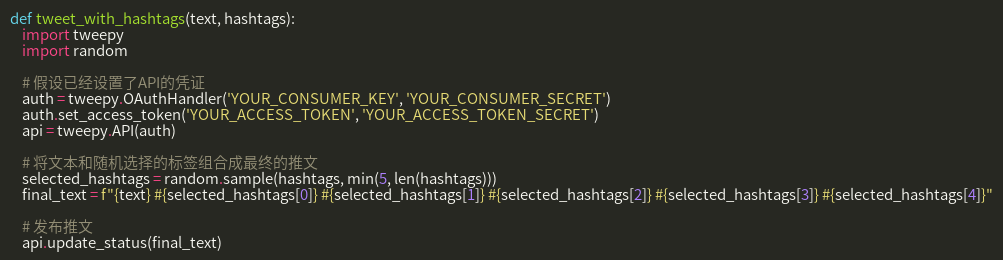 def tweet_with_hashtags(text, hashtags):
    import tweepy
    import random

    # 假设已经设置了API的凭证
    auth = tweepy.OAuthHandler('YOUR_CONSUMER_KEY', 'YOUR_CONSUMER_SECRET')
    auth.set_access_token('YOUR_ACCESS_TOKEN', 'YOUR_ACCESS_TOKEN_SECRET')
    api = tweepy.API(auth)

    # 将文本和随机选择的标签组合成最终的推文
    selected_hashtags = random.sample(hashtags, min(5, len(hashtags)))
    final_text = f"{text} #{selected_hashtags[0]} #{selected_hashtags[1]} #{selected_hashtags[2]} #{selected_hashtags[3]} #{selected_hashtags[4]}"

    # 发布推文
    api.update_status(final_text)